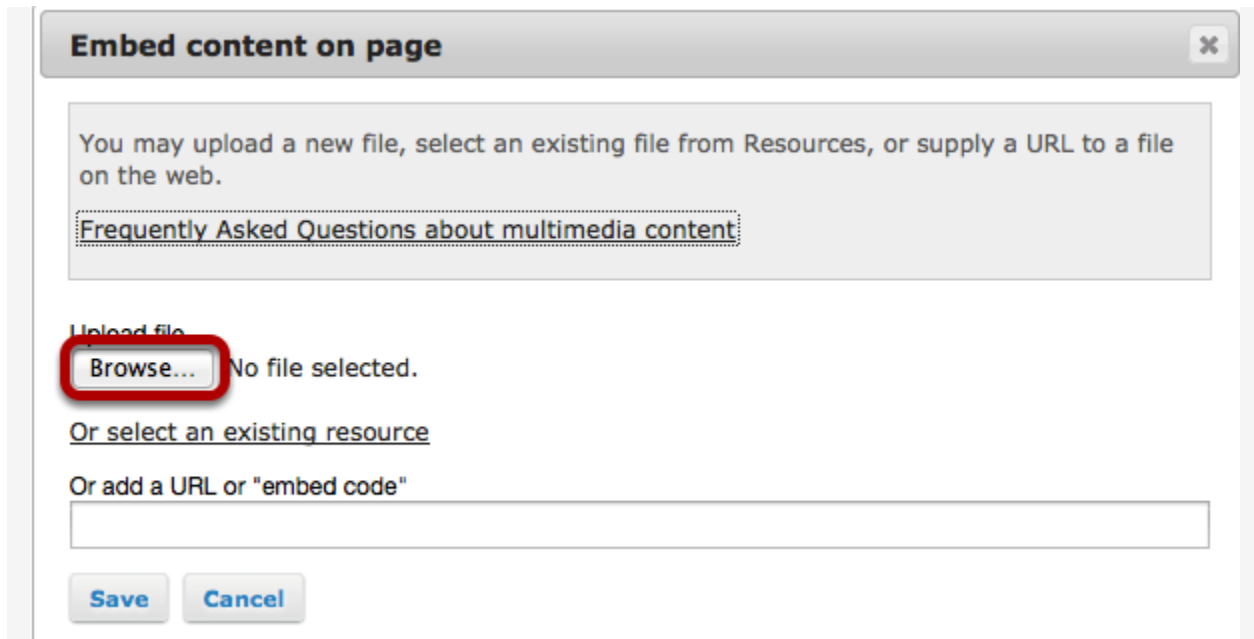 Embed content on page
You may upload a new file, select an existing file from Resources, or supply a URL to a file
on the web.
Frequently Asked Questions about multimedia content
Upload file
Browse... No file selected.
Or select an existing resource
Or add a URL or "embed code"
Save Cancel